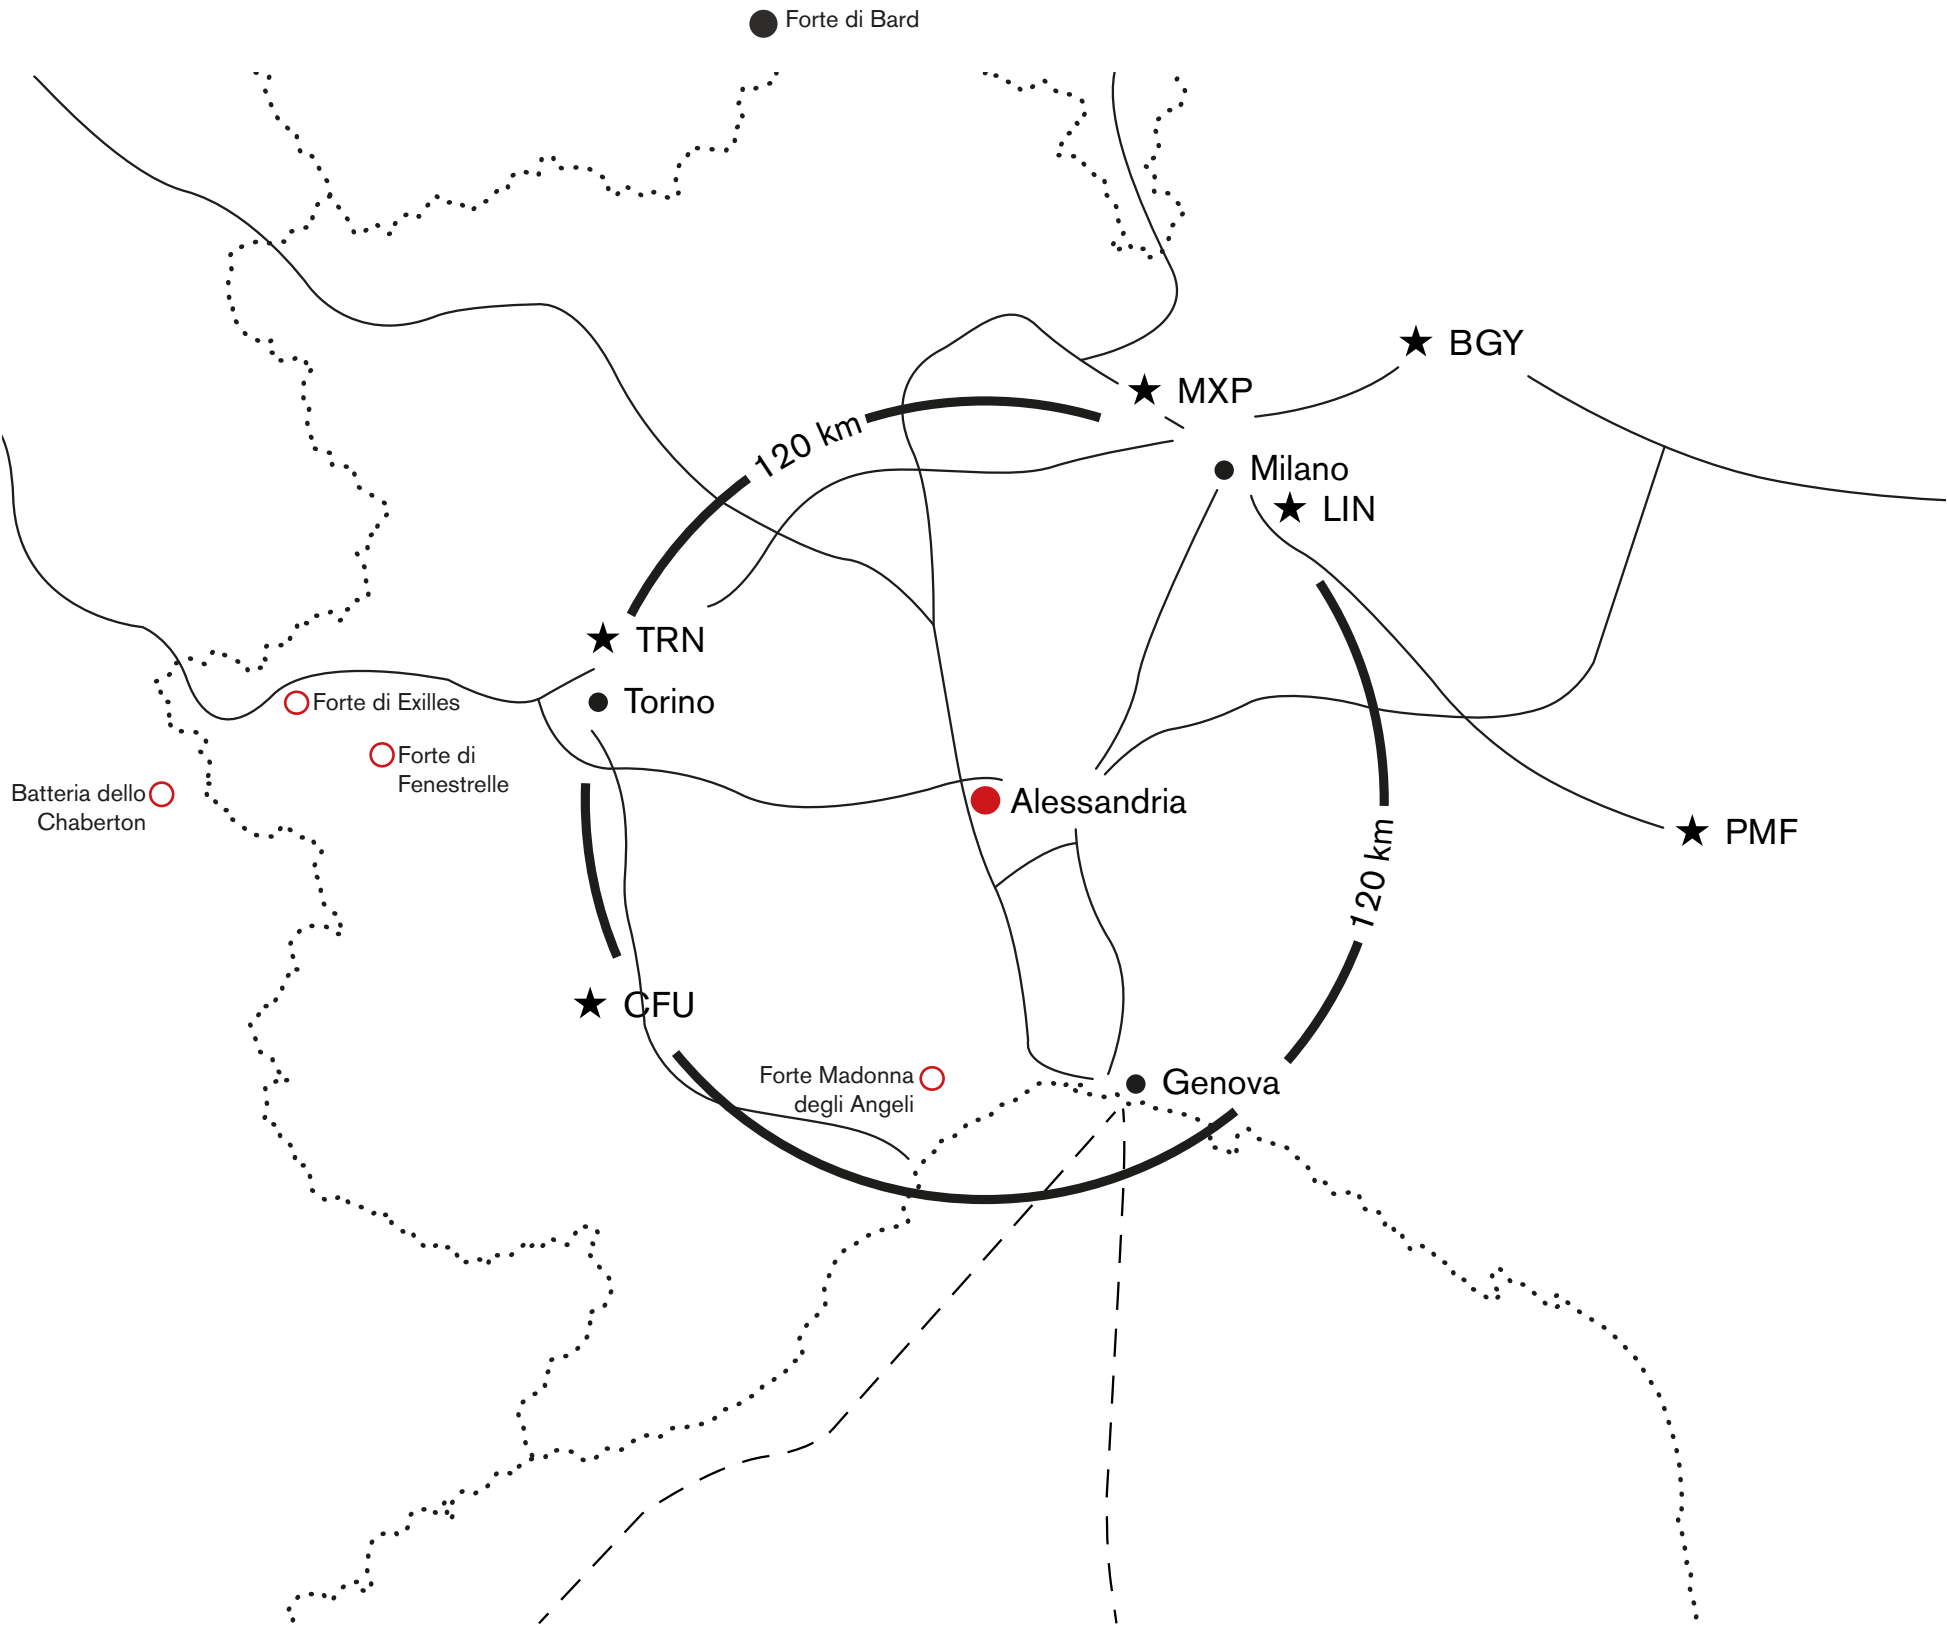 Forte di Bard
BGY
MXP
120 km
Milano
LIN
TRN
Torino
Forte di Exilles
Forte di
Fenestrelle
Batteria dello
Chaberton
Alessandria
PMF
120 km
CFU
Forte Madonna
degli Angeli
Genova